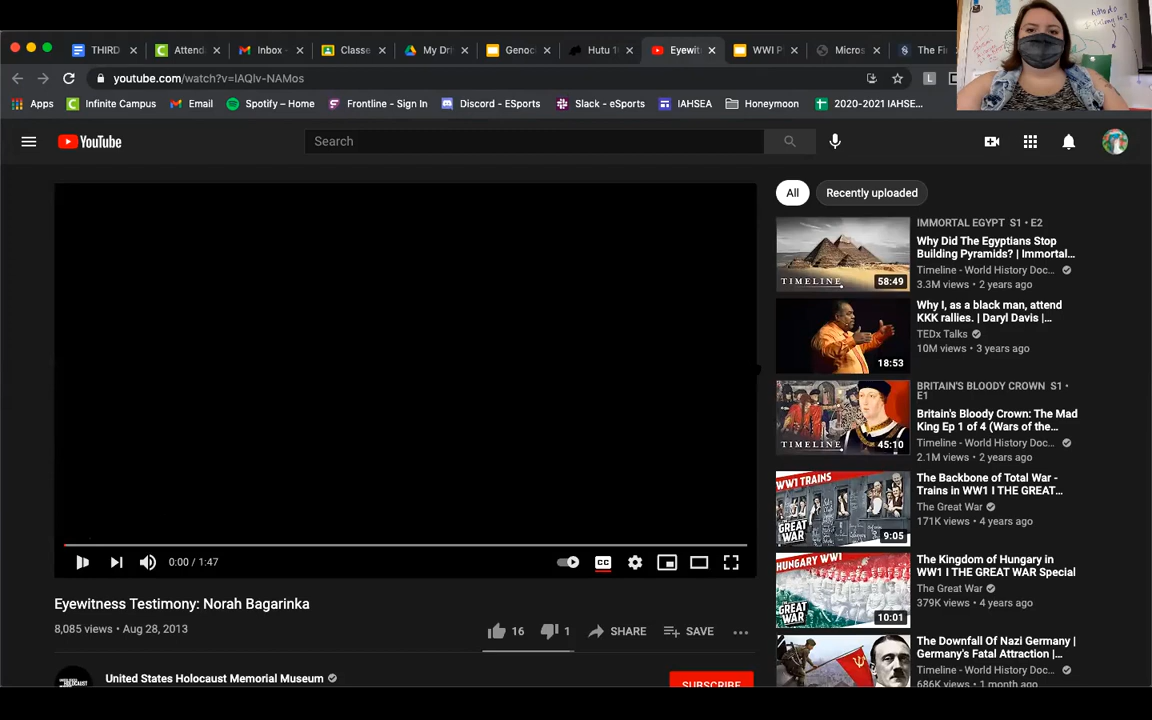 THIRD
Attend
Inbox -
Classe
My Dri
Genoc
Hutu 10
Eyewit
WWI P
Micros
The Fi
youtube.com/watch?v=lAQIv-NAMos
L
Apps
Infinite Campus
Email
Spotify – Home
Frontline - Sign In
Discord - ESports
Slack - eSports
IAHSEA
Honeymoon
2020-2021 IAHSE...
YouTube
Search
All
Recently uploaded
IMMORTAL EGYPT S1 • E2
Why Did The Egyptians Stop
Building Pyramids? | Immortal...
Timeline - World History Doc...
3.3M views • 2 years ago
TIMELINE
58:49
Why I, as a black man, attend
KKK rallies. | Daryl Davis |...
TEDx Talks
10M views • 3 years ago
18:53
BRITAIN'S BLOODY CROWN S1 •
E1
Britain's Bloody Crown: The Mad
King Ep 1 of 4 (Wars of the...
Timeline - World History Doc...
2.1M views • 2 years ago
TIMELINE
45:10
WW1 TRAINS
The Backbone of Total War -
Trains in WW1 I THE GREAT...
The Great War
171K views • 4 years ago
GREAT
WAR
9:05
HUNGARY WW1
The Kingdom of Hungary in
WW1 I THE GREAT WAR Special
The Great War
379K views • 4 years ago
GREAT
WAR
10:01
The Downfall Of Nazi Germany |
Germany's Fatal Attraction |...
Timeline - World History Doc...
686K views • 1 month ago
0:00 / 1:47
CC
Eyewitness Testimony: Norah Bagarinka
8,085 views • Aug 28, 2013
16
1
SHARE
SAVE
United States Holocaust Memorial Museum
SUBSCRIBE